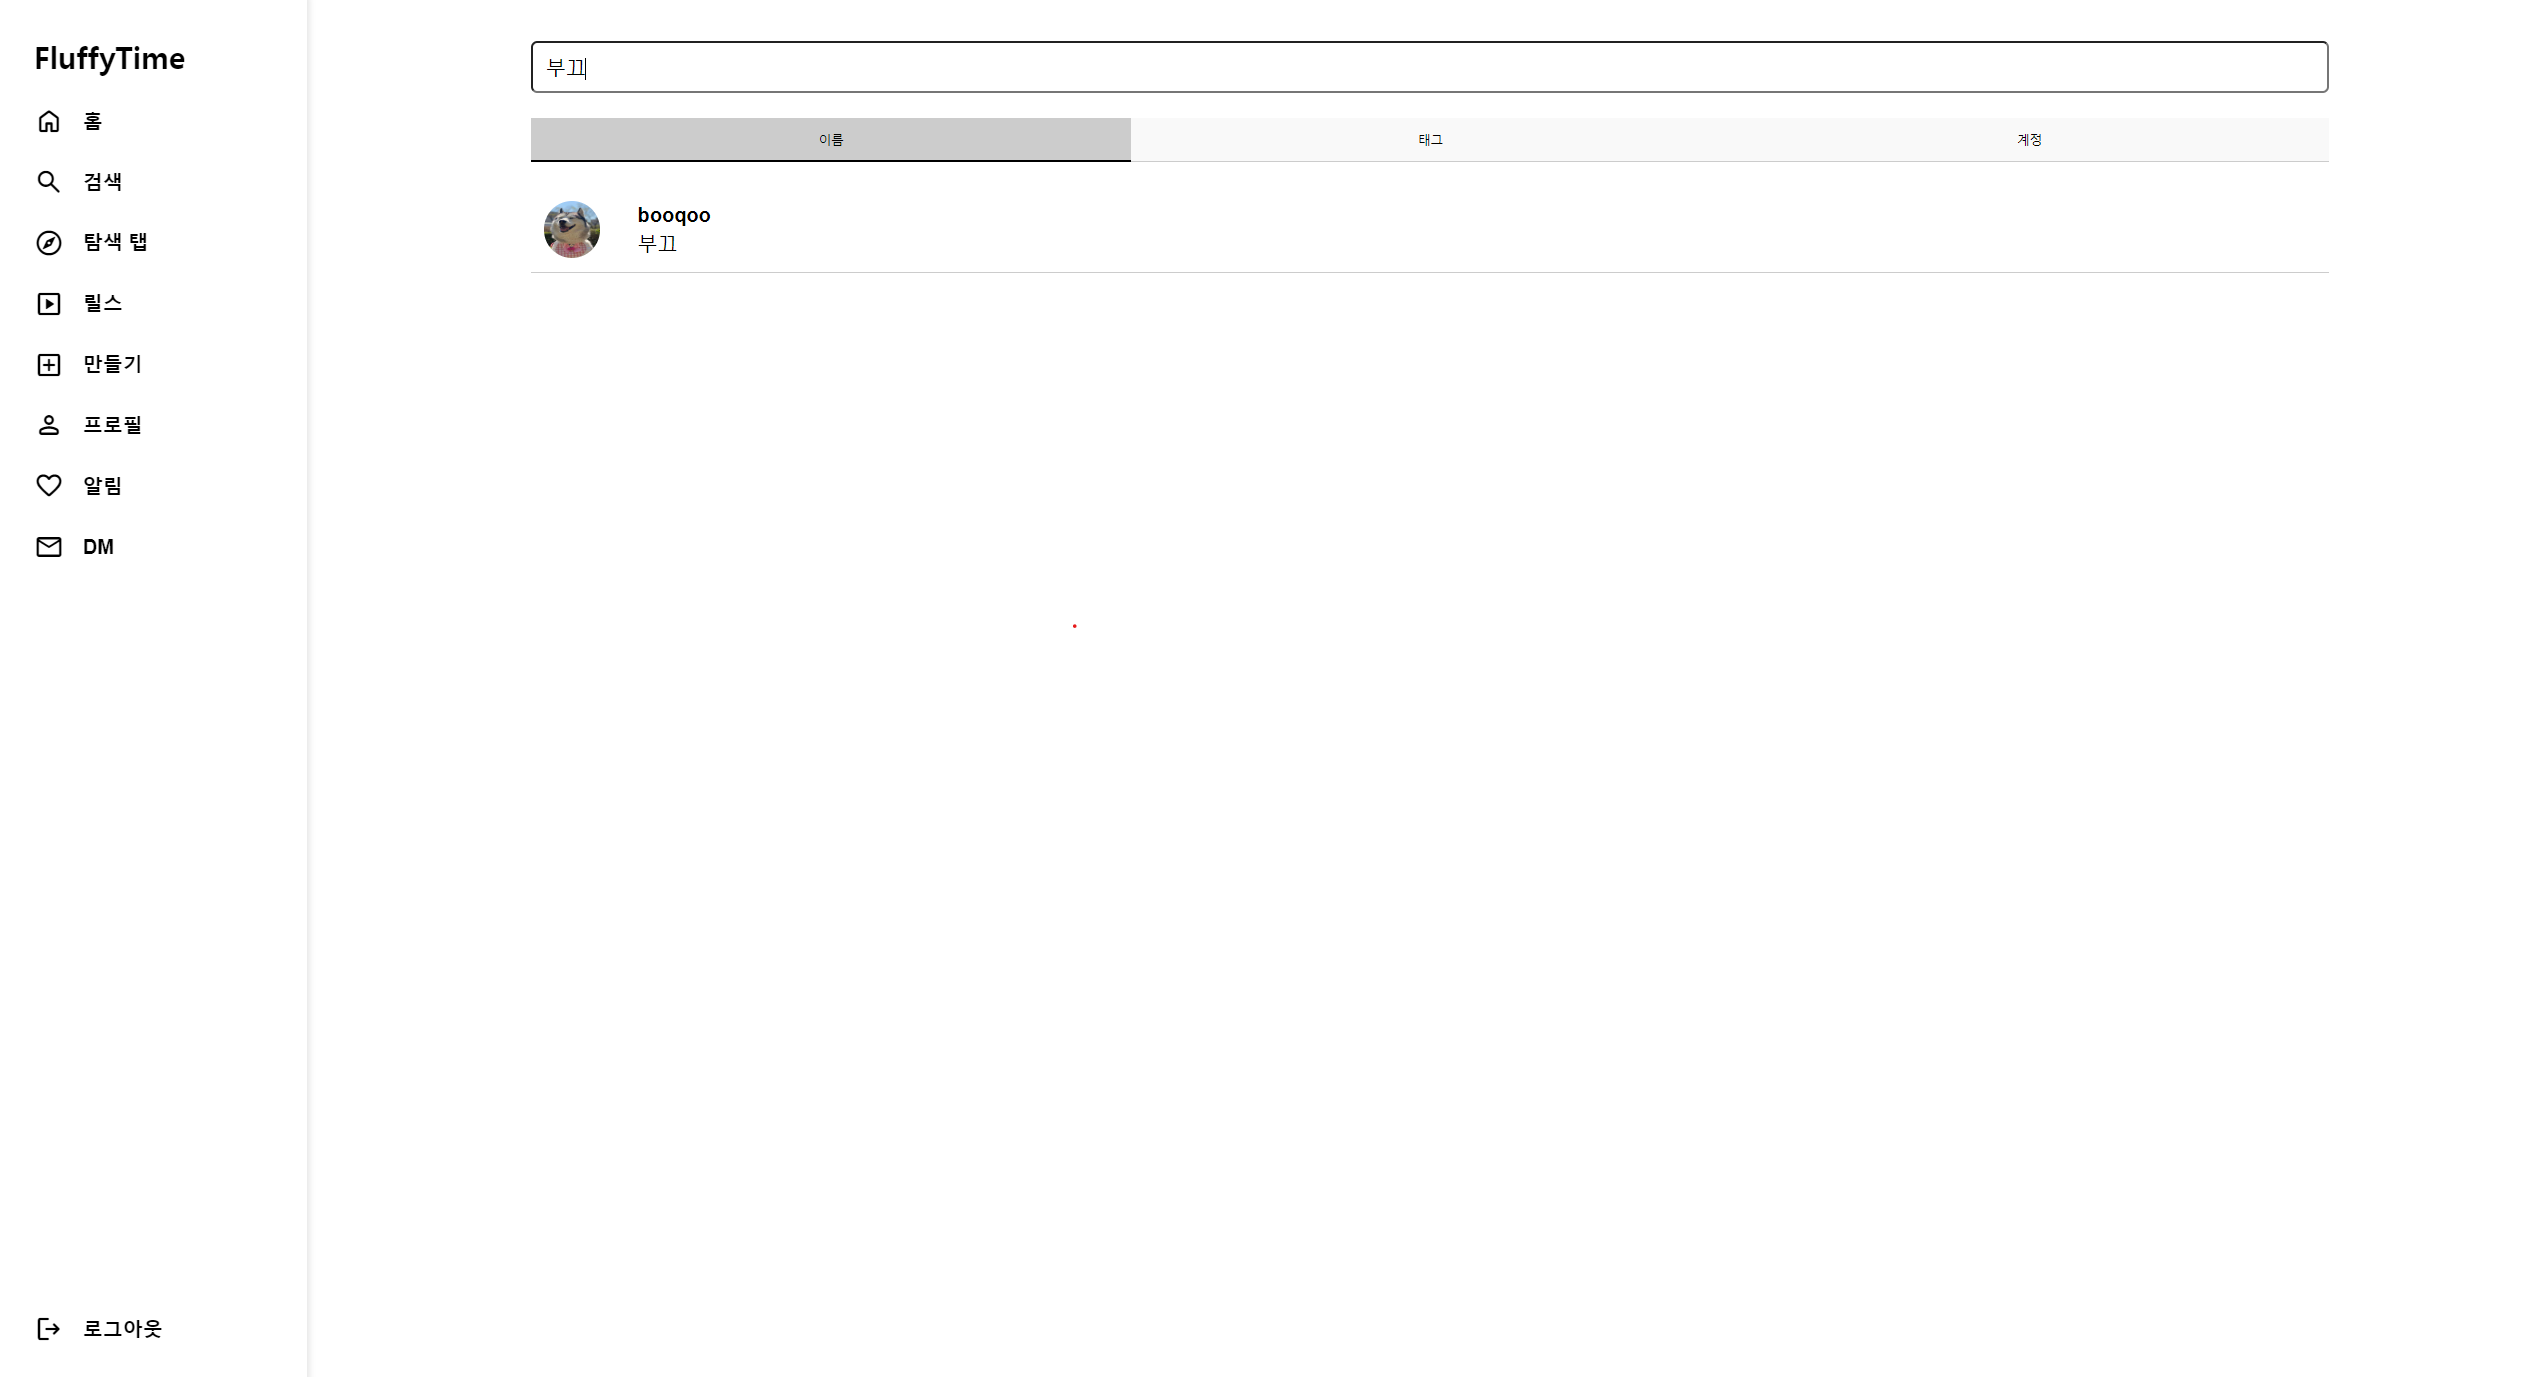 FluffyTime
홈
검색
탐색 탭
릴스
만들기
프로필
알림
DM
로그아웃
부끄
이름
태그
계정
booqoo
부끄